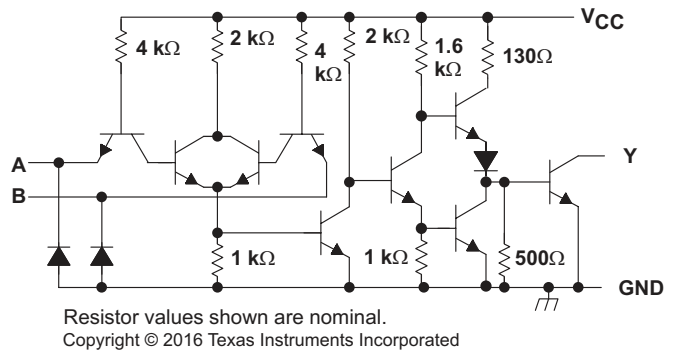 VCC
4 kΩ
2 kΩ
4 kΩ
2 kΩ
1.6 kΩ
130Ω
A
B
Y
1 kΩ
1 kΩ
500Ω
GND
Resistor values shown are nominal.
Copyright © 2016 Texas Instruments Incorporated